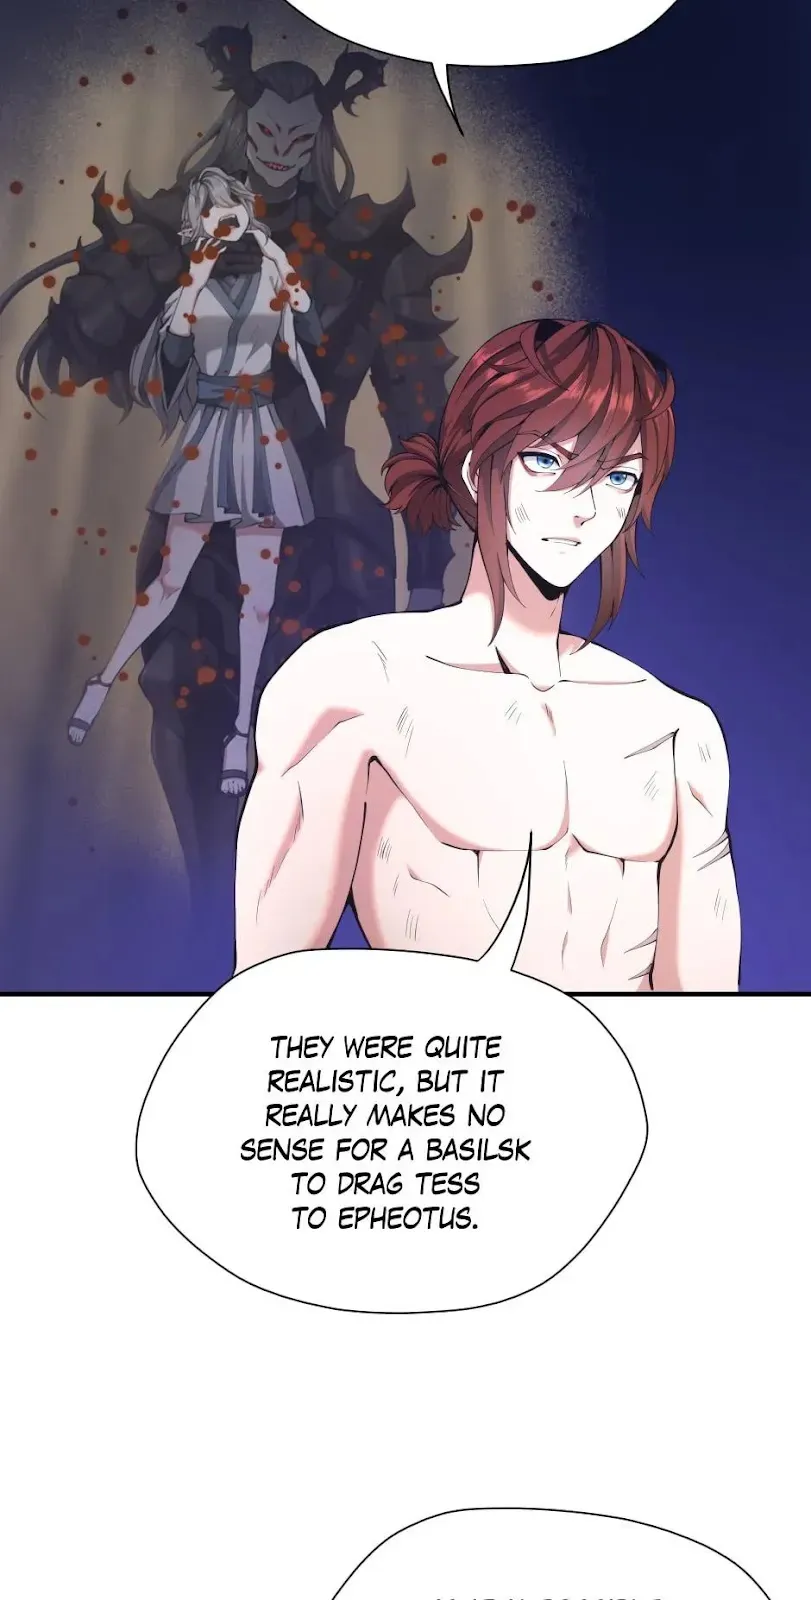 THEY WERE QUITE
REALISTIC, BUT IT
REALLY MAKES NO
SENSE FOR A BASILSK
TO DRAG TESS
TO EPHEOTUS.